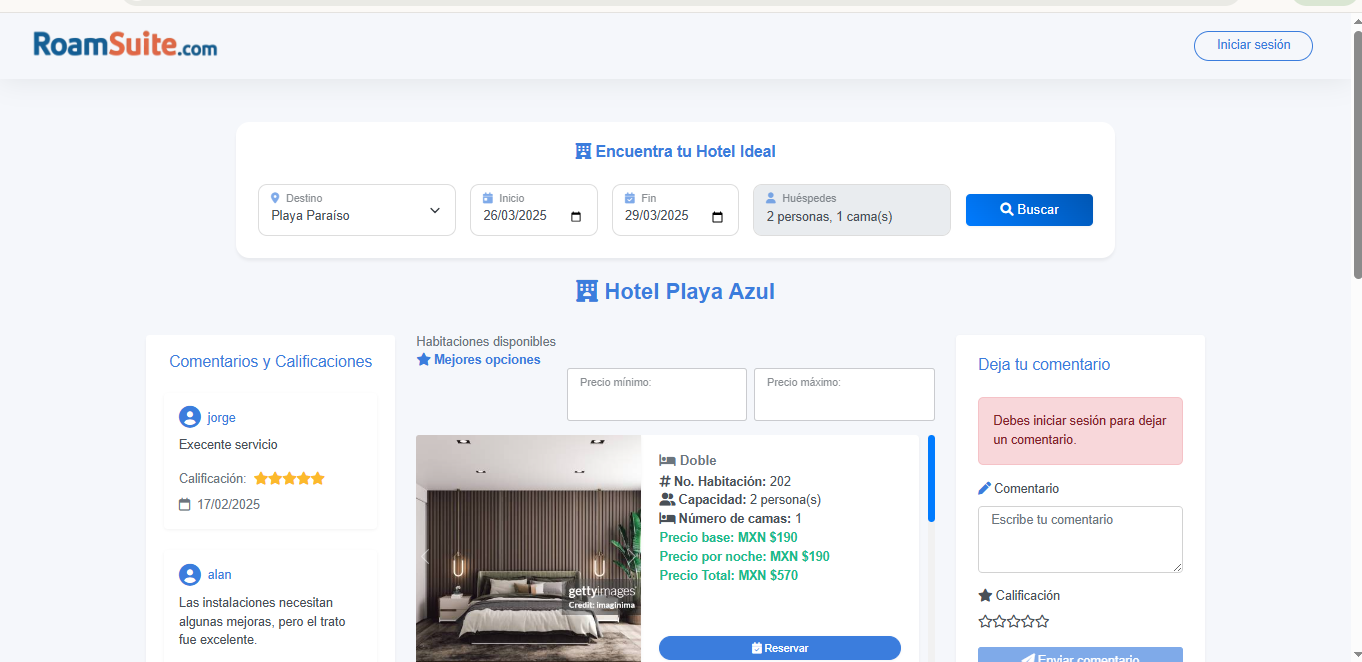 RoamSuite.com
Iniciar sesión
Encuentra tu Hotel Ideal
Destino
Playa Paraíso
Inicio
26/03/2025
Fin
29/03/2025
Huéspedes
2 personas, 1 cama(s)
Buscar
Hotel Playa Azul
Comentarios y Calificaciones
jorge
Execente servicio
Calificación:
17/02/2025
alan
Las instalaciones necesitan
algunas mejoras, pero el trato
fue excelente.
Habitaciones disponibles
Mejores opciones
Precio mínimo:
Precio máximo:
gettyimages
Credit: imaginima
Doble
# No. Habitación: 202
Capacidad: 2 persona(s)
Número de camas: 1
Precio base: MXN $190
Precio por noche: MXN $190
Precio Total: MXN $570
Reservar
Deja tu comentario
Debes iniciar sesión para dejar
un comentario.
Comentario
Escribe tu comentario
Calificación
Enviar comentario